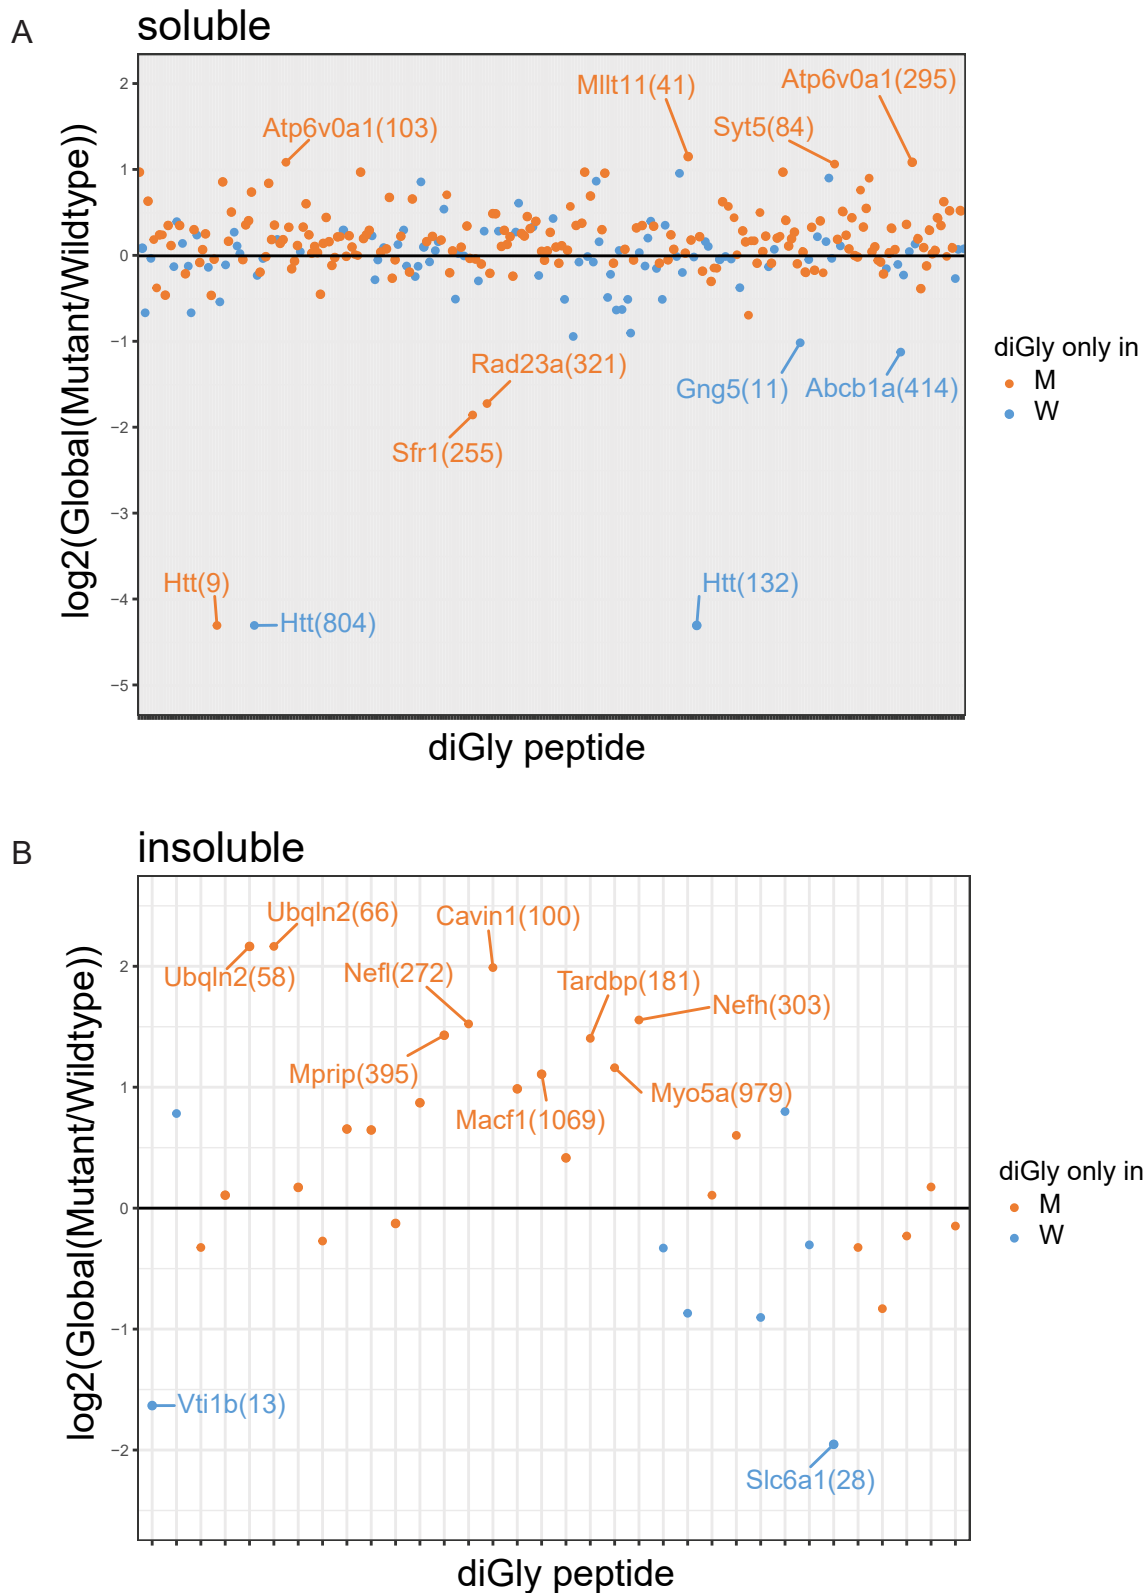 A
soluble
log2(Global(Mutant/Wildtype))
2
1
0
−1
−2
−3
−4
−5
Mllt11(41)
Atp6v0a1(295)
Atp6v0a1(103)
Syt5(84)
Rad23a(321)
Gng5(11)
Abcb1a(414)
Sfr1(255)
Htt(9)
Htt(132)
Htt(804)
diGly peptide
diGly only in
M
W
B
insoluble
log2(Global(Mutant/Wildtype))
2
1
0
−1
−2
Ubqln2(66)
Cavin1(100)
Ubqln2(58)
Nefl(272)
Tardbp(181)
Nefh(303)
Mprip(395)
Macf1(1069)
Myo5a(979)
Vti1b(13)
Slc6a1(28)
diGly peptide
diGly only in
M
W